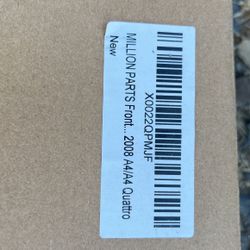 X0022QPMJF
MILLION PARTS Front... 2008 A4/A4 Quattro
New